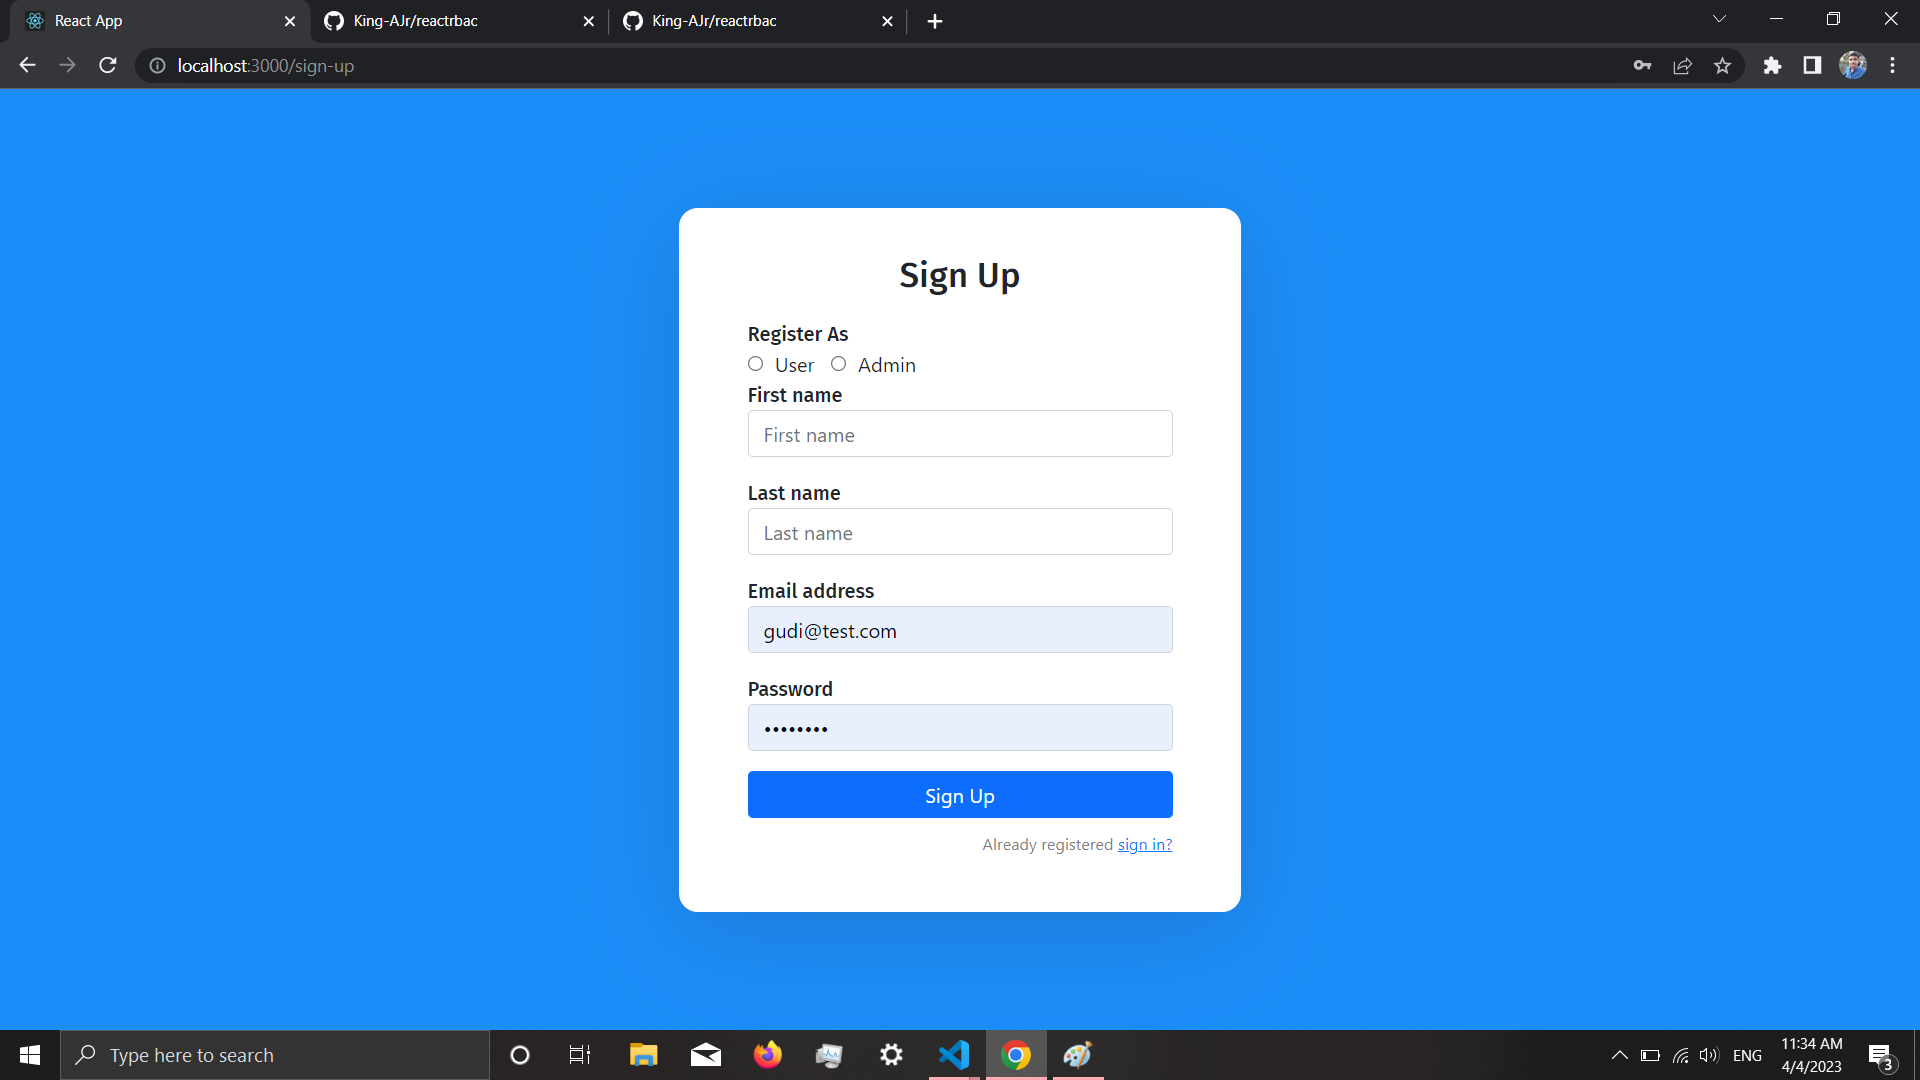 React App
King-AJr/reactrbac
King-AJr/reactrbac
localhost:3000/sign-up
Sign Up
Register As
User Admin
First name
First name
Last name
Last name
Email address
gudi@test.com
Password
••••••••
Sign Up
Already registered sign in?
Type here to search
ENG
11:34 AM
4/4/2023
3